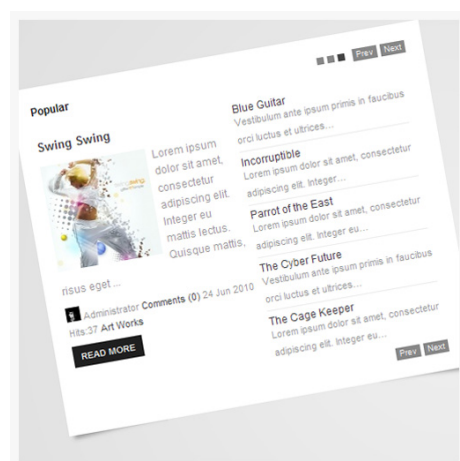 Popular
Prev Next
Swing Swing
Lorem ipsum
dolor sit amet,
consectetur
adipiscing elit.
Integer eu
mattis lectus.
Quisque mattis,
risus eget ...
Administrator Comments (0) 24 Jun 2010
Hits:37 Art Works
READ MORE
Blue Guitar
Vestibulum ante ipsum primis in faucibus
orci luctus et ultrices...
Incorruptible
Lorem ipsum dolor sit amet, consectetur
adipiscing elit. Integer...
Parrot of the East
Lorem ipsum dolor sit amet, consectetur
adipiscing elit. Integer eu...
The Cyber Future
Vestibulum ante ipsum primis in faucibus
orci luctus et ultrices...
The Cage Keeper
Lorem ipsum dolor sit amet, consectetur
adipiscing elit. Integer eu...
Prev Next